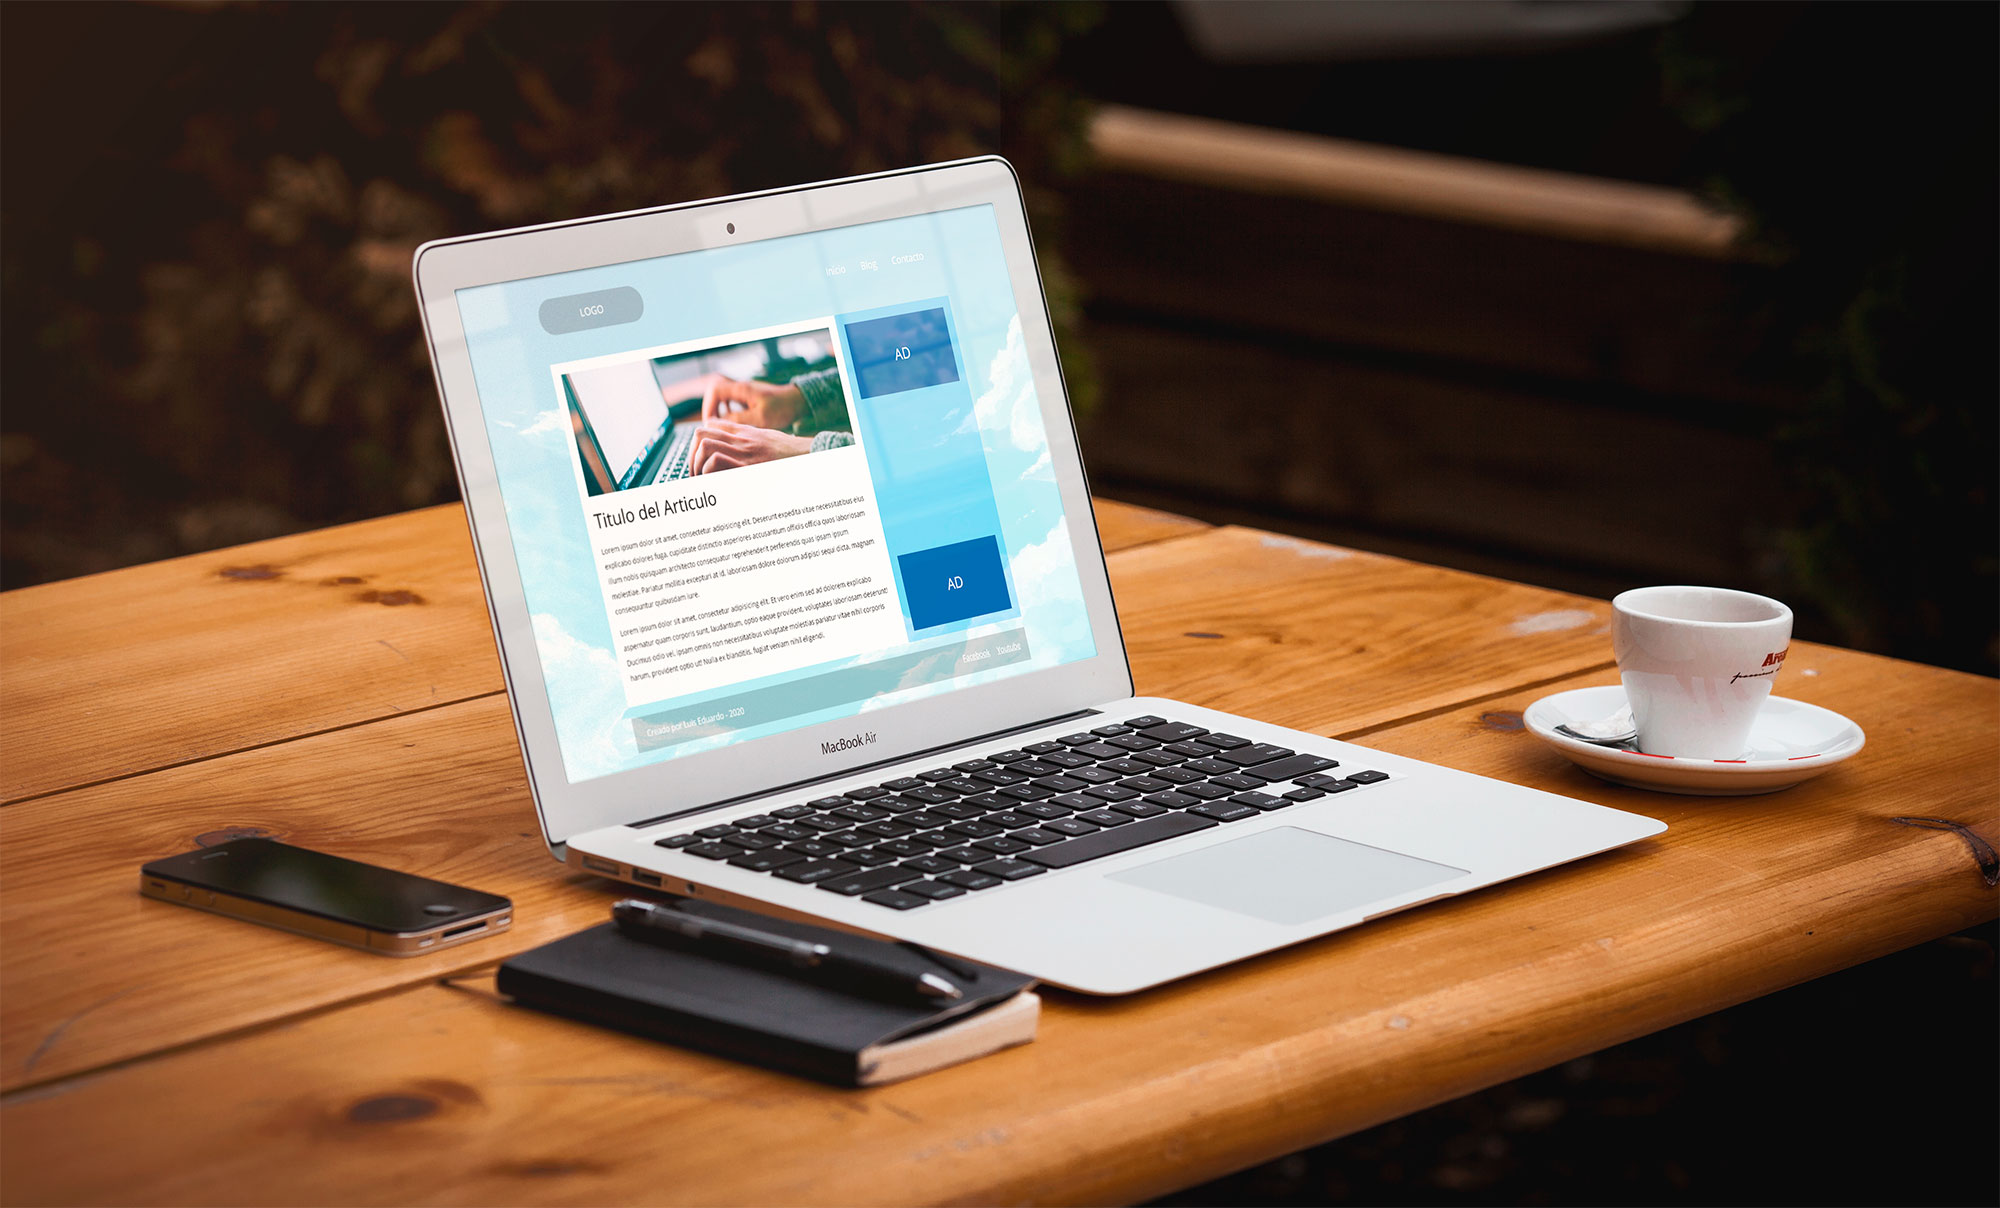 Inicio Blog Contacto
LOGO
AD
Titulo del Articulo
Lorem ipsum dolor sit amet, consectetur adipisicing elit. Deserunt expedita vitae necessitatibus eius
explicabo dolores fuga, cupiditate distinctio asperiores accusantium officiis officia quos laboriosam
illum nobis quisquam architecto consequatur reprehenderit perferendis quas ipsam ipsum
molestiae. Pariatur mollitia excepturi at id, laboriosam dolore dolorum adipisci sequi dicta, magnam
consequuntur quibusdam iure.
Lorem ipsum dolor sit amet, consectetur adipisicing elit. Et vero enim sed ad dolorem explicabo
aspernatur quam corporis sunt, laudantium, optio eaque provident, voluptates laboriosam deserunt!
Ducimus odio vel, ipsam omnis non necessitatibus voluptate molestias pariatur vitae nihil corporis
harum, provident optio ut! Nulla ex blanditiis, fugiat veniam nihil eligendi.
AD
Creado por Luis Eduardo - 2020
Facebook Youtube
MacBook Air